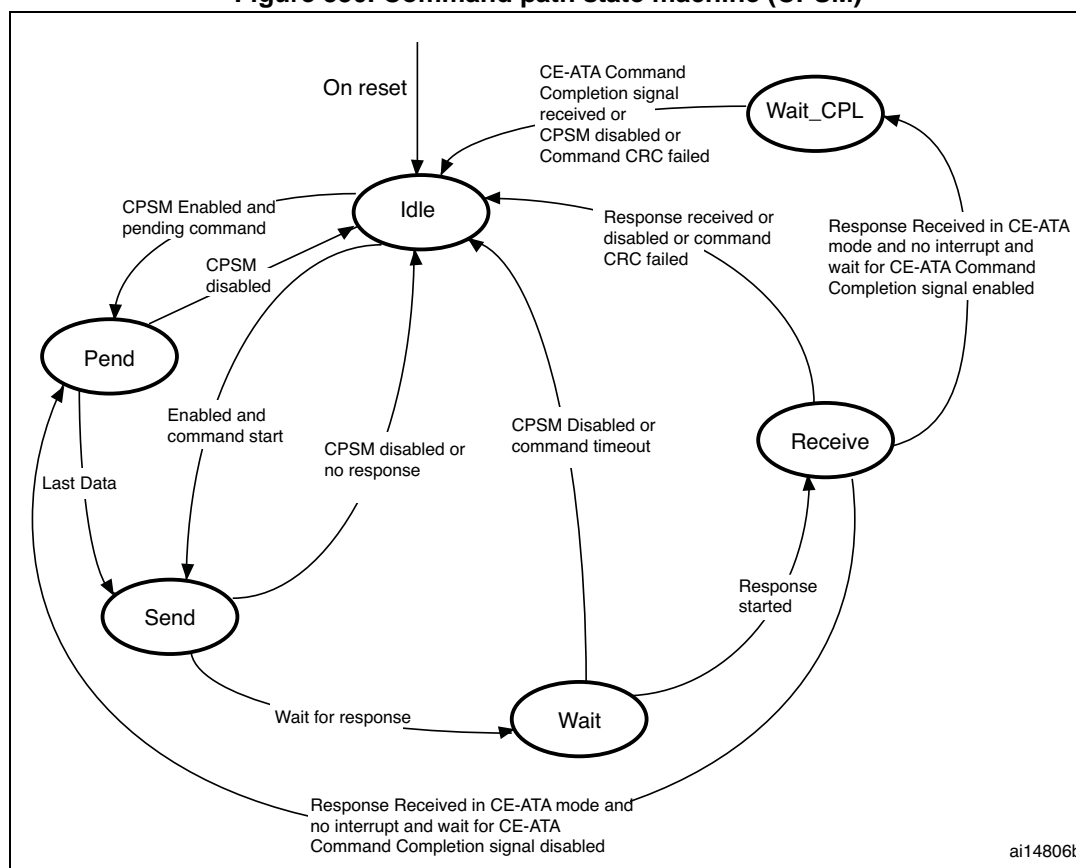 Figure Command path state machine (CPSM)
On reset
CE-ATA Command
Completion signal
received or
CPSM disabled or
Command CRC failed
Wait_CPL
Idle
CPSM Enabled and
pending command
CPSM
disabled
Response received or
disabled or command
CRC failed
Response Received in CE-ATA
mode and no interrupt and
wait for CE-ATA Command
Completion signal enabled
Pend
Enabled and
command start
CPSM disabled or
no response
CPSM Disabled or
command timeout
Receive
Last Data
Send
Response
started
Wait for response
Wait
Response Received in CE-ATA mode and
no interrupt and wait for CE-ATA
Command Completion signal disabled
ai14806b